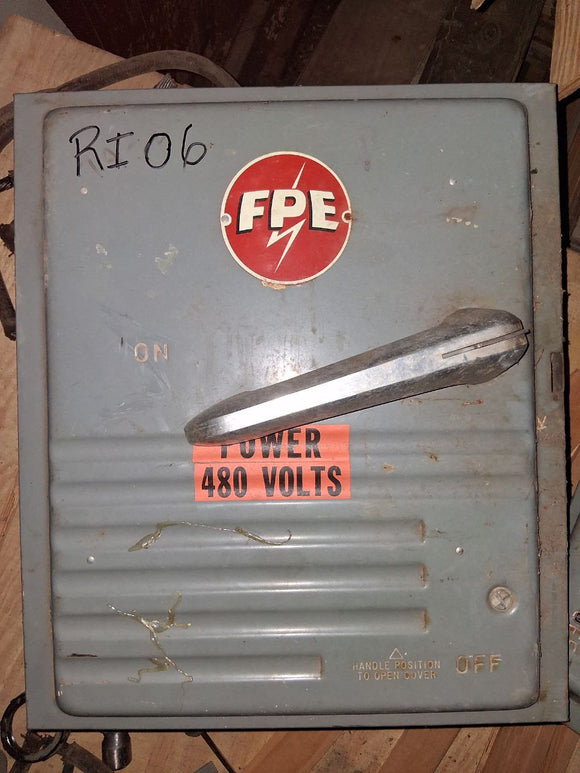 RI06
FPE
ON
POWER
480 VOLTS
HANDLE POSITION
TO OPEN COVER
OFF